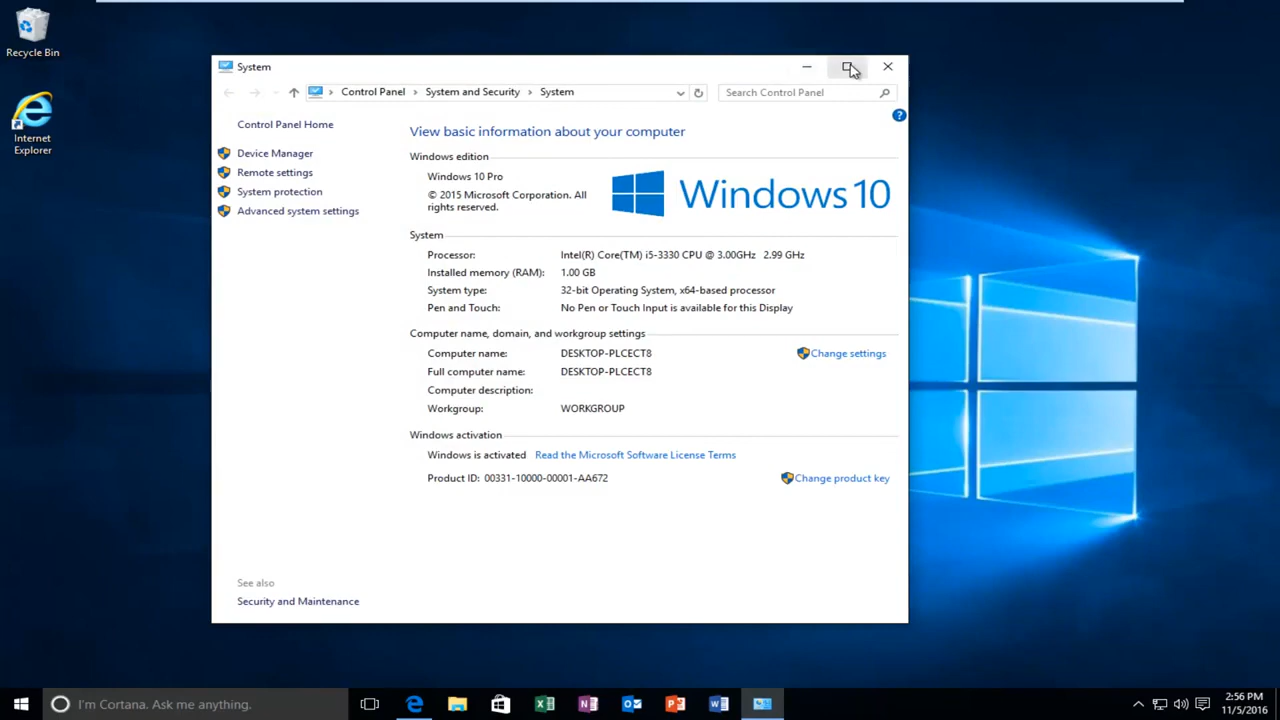 Recycle Bin
Internet
Explorer
System
Control Panel
System and Security
System
Search Control Panel
?
Control Panel Home
Device Manager
Remote settings
System protection
Advanced system settings
See also
Security and Maintenance
View basic information about your computer
Windows edition
Windows 10 Pro
© 2015 Microsoft Corporation. All
rights reserved.
Windows 10
System
Processor: Intel(R) Core(TM) i5-3330 CPU @ 3.00GHz 2.99 GHz
Installed memory (RAM): 1.00 GB
System type: 32-bit Operating System, x64-based processor
Pen and Touch: No Pen or Touch Input is available for this Display
Computer name, domain, and workgroup settings
Computer name: DESKTOP-PLCECT8
Change settings
Full computer name: DESKTOP-PLCECT8
Computer description:
Workgroup: WORKGROUP
Windows activation
Windows is activated Read the Microsoft Software License Terms
Product ID: 00331-10000-00001-AA672
Change product key
I'm Cortana. Ask me anything.
2:56 PM
11/5/2016